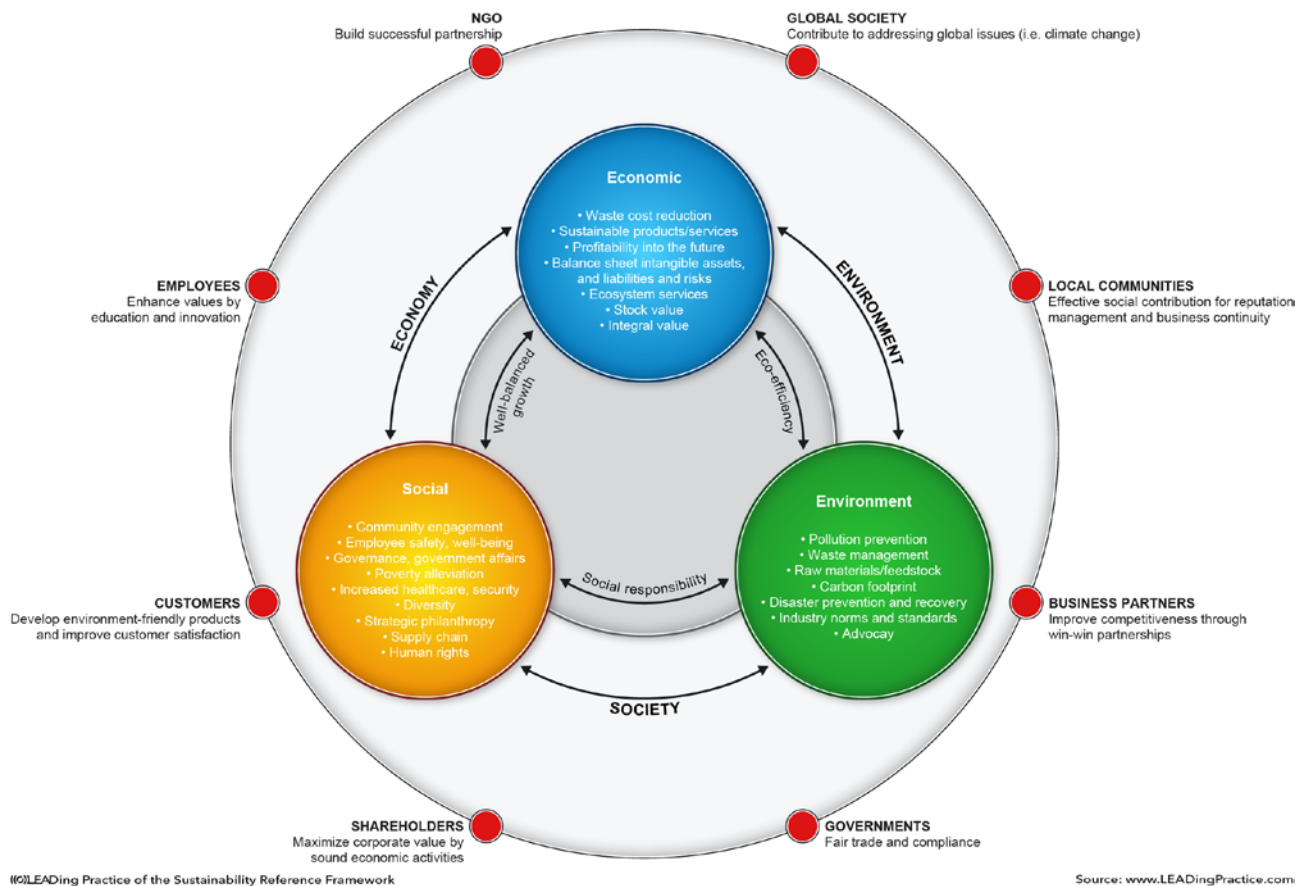 NGO
Build successful partnership
GLOBAL SOCIETY
Contribute to addressing global issues (i.e. climate change)
Economic
• Waste cost reduction
• Sustainable products/services
• Profitability into the future
• Balance sheet intangible assets,
and liabilities and risks
• Ecosystem services
• Stock value
• Integral value
EMPLOYEES
Enhance values by
education and innovation
ECONOMY
ENVIRONMENT
LOCAL COMMUNITIES
Effective social contribution for reputation
management and business continuity
Well-balanced
growth
Eco-efficiency
Social
• Community engagement
• Employee safety, well-being
• Governance, government affairs
• Poverty alleviation
• Increased healthcare, security
• Diversity
• Strategic philanthropy
• Supply chain
• Human rights
Environment
• Pollution prevention
• Waste management
• Raw materials/feedstock
• Carbon footprint
• Disaster prevention and recovery
• Industry norms and standards
• Advocay
Social responsibility
CUSTOMERS
Develop environment-friendly products
and improve customer satisfaction
BUSINESS PARTNERS
Improve competitiveness through
win-win partnerships
SOCIETY
SHAREHOLDERS
Maximize corporate value by
sound economic activities
GOVERNMENTS
Fair trade and compliance
LEADing Practice of the Sustainability Reference Framework
Source: www.LEADingPractice.com